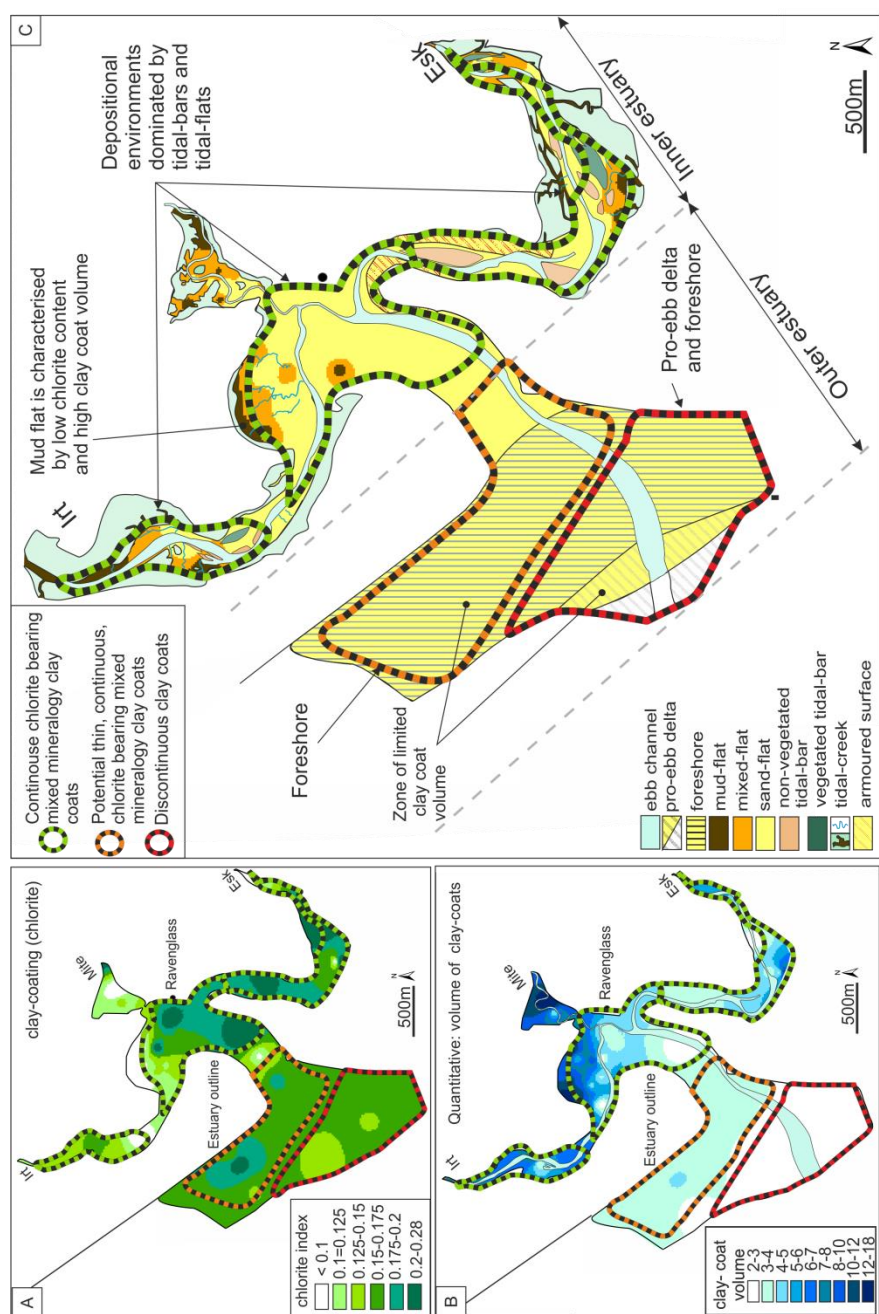 A
clay-coating (chlorite)
Irt
Mite
Ravenglass
Esk
Estuary outline
500m
N
chlorite index
< 0.1
0.1=0.125
0.125-0.15
0.15-0.175
0.175-0.2
0.2-0.28
B
Quantitative: volume of clay-coats
Irt
Mite
Ravenglass
Esk
Estuary outline
500m
N
clay- coat
volume
2-3
3-4
4-5
5-6
6-7
7-8
8-10
10-12
12-18
C
Continouse chlorite bearing
mixed mineralogy clay
coats
Potential thin, continuous,
chlorite bearing mixed
mineralogy clay coats
Discontinuous clay coats
Irt
Mud flat is characterised
by low chlorite content
and high clay coat volume
Depositional
environments
dominated by
tidal-bars and
tidal-flats
Esk
Foreshore
Zone of limited
clay coat
volume
Pro-ebb delta
and foreshore
Inner estuary
Outer estuary
500m
N
ebb channel
pro-ebb delta
foreshore
mud-flat
mixed-flat
sand-flat
non-vegetated
tidal-bar
vegetated tidal-bar
tidal-creek
armoured surface